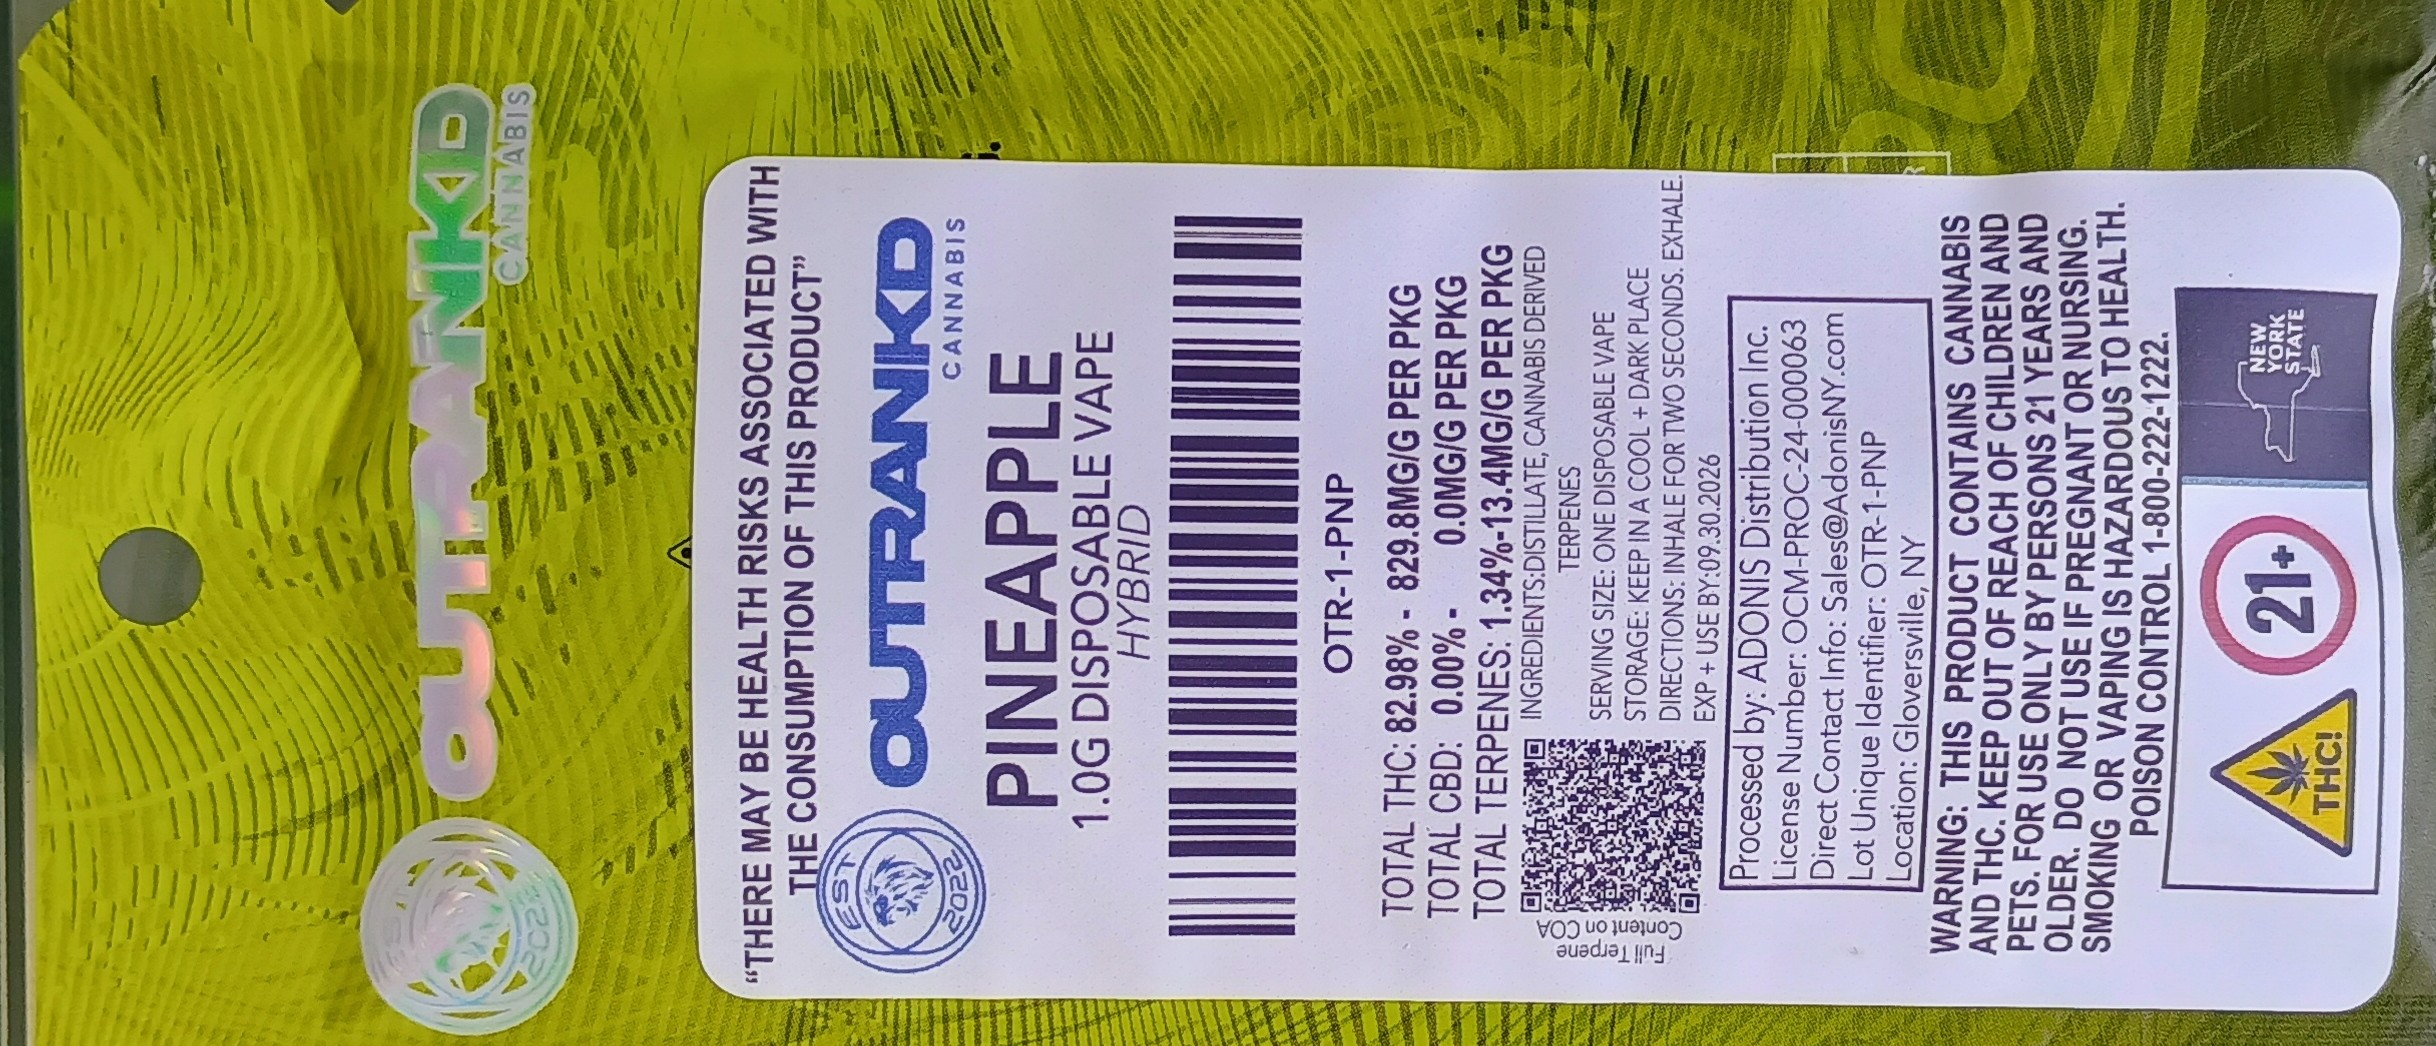 OUTRANKD
CANNABIS
EST
2022
"THERE MAY BE HEALTH RISKS ASSOCIATED WITH
THE CONSUMPTION OF THIS PRODUCT"
EST
2022
OUTRANKD
CANNABIS
PINEAPPLE
1.0G DISPOSABLE VAPE
HYBRID
OTR-1-PNP
TOTAL THC: 82.98% - 829.8MG/G PER PKG
TOTAL CBD: 0.00% - 0.0MG/G PER PKG
TOTAL TERPENES: 1.34%-13.4MG/G PER PKG
Full Terpene
Content on COA
INGREDIENTS:DISTILLATE, CANNABIS DERIVED
TERPENES
SERVING SIZE: ONE DISPOSABLE VAPE
STORAGE: KEEP IN A COOL + DARK PLACE
DIRECTIONS: INHALE FOR TWO SECONDS. EXHALE.
EXP + USE BY:09.30.2026
Processed by: ADONIS Distribution Inc.
License Number: OCM-PROC-24-000063
Direct Contact Info: Sales@AdonisNY.com
Lot Unique Identifier: OTR-1-PNP
Location: Gloversville, NY
WARNING: THIS PRODUCT CONTAINS CANNABIS
AND THC. KEEP OUT OF REACH OF CHILDREN AND
PETS. FOR USE ONLY BY PERSONS 21 YEARS AND
OLDER. DO NOT USE IF PREGNANT OR NURSING.
SMOKING OR VAPING IS HAZARDOUS TO HEALTH.
POISON CONTROL 1-800-222-1222.
THC!
21+
NEW
YORK
STATE